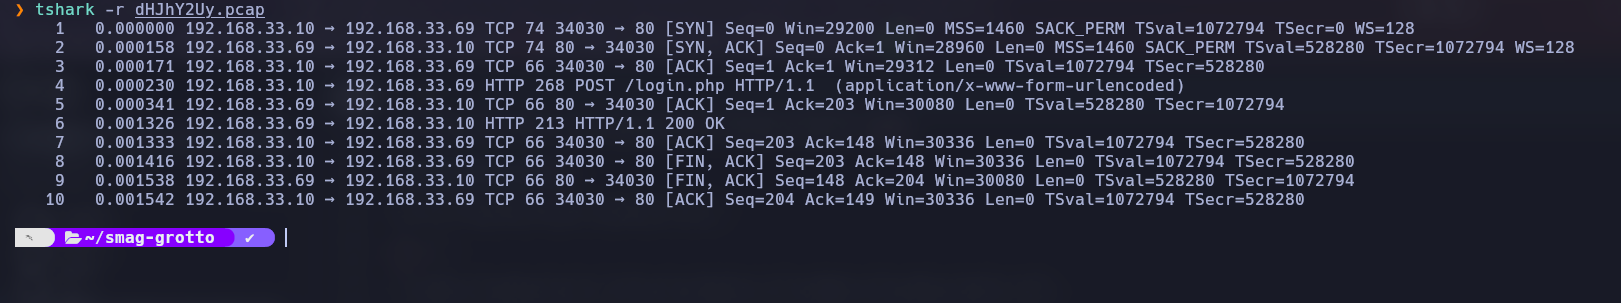 ❯ tshark -r dHJhY2Uy.pcap
1 0.000000 192.168.33.10 → 192.168.33.69 TCP 74 34030 → 80 [SYN] Seq=0 Win=29200 Len=0 MSS=1460 SACK_PERM TSval=1072794 TSecr=0 WS=128
2 0.000158 192.168.33.69 → 192.168.33.10 TCP 74 80 → 34030 [SYN, ACK] Seq=0 Ack=1 Win=28960 Len=0 MSS=1460 SACK_PERM TSval=528280 TSecr=1072794 WS=128
3 0.000171 192.168.33.10 → 192.168.33.69 TCP 66 34030 → 80 [ACK] Seq=1 Ack=1 Win=29312 Len=0 TSval=1072794 TSecr=528280
4 0.000230 192.168.33.10 → 192.168.33.69 HTTP 268 POST /login.php HTTP/1.1  (application/x-www-form-urlencoded)
5 0.000341 192.168.33.69 → 192.168.33.10 TCP 66 80 → 34030 [ACK] Seq=1 Ack=203 Win=30080 Len=0 TSval=528280 TSecr=1072794
6 0.001326 192.168.33.69 → 192.168.33.10 HTTP 213 HTTP/1.1 200 OK
7 0.001333 192.168.33.10 → 192.168.33.69 TCP 66 34030 → 80 [ACK] Seq=203 Ack=148 Win=30336 Len=0 TSval=1072794 TSecr=528280
8 0.001416 192.168.33.10 → 192.168.33.69 TCP 66 34030 → 80 [FIN, ACK] Seq=203 Ack=148 Win=30336 Len=0 TSval=1072794 TSecr=528280
9 0.001538 192.168.33.69 → 192.168.33.10 TCP 66 80 → 34030 [FIN, ACK] Seq=148 Ack=204 Win=30080 Len=0 TSval=528280 TSecr=1072794
10 0.001542 192.168.33.10 → 192.168.33.69 TCP 66 34030 → 80 [ACK] Seq=204 Ack=149 Win=30336 Len=0 TSval=1072794 TSecr=528280
~/smag-grotto ✔